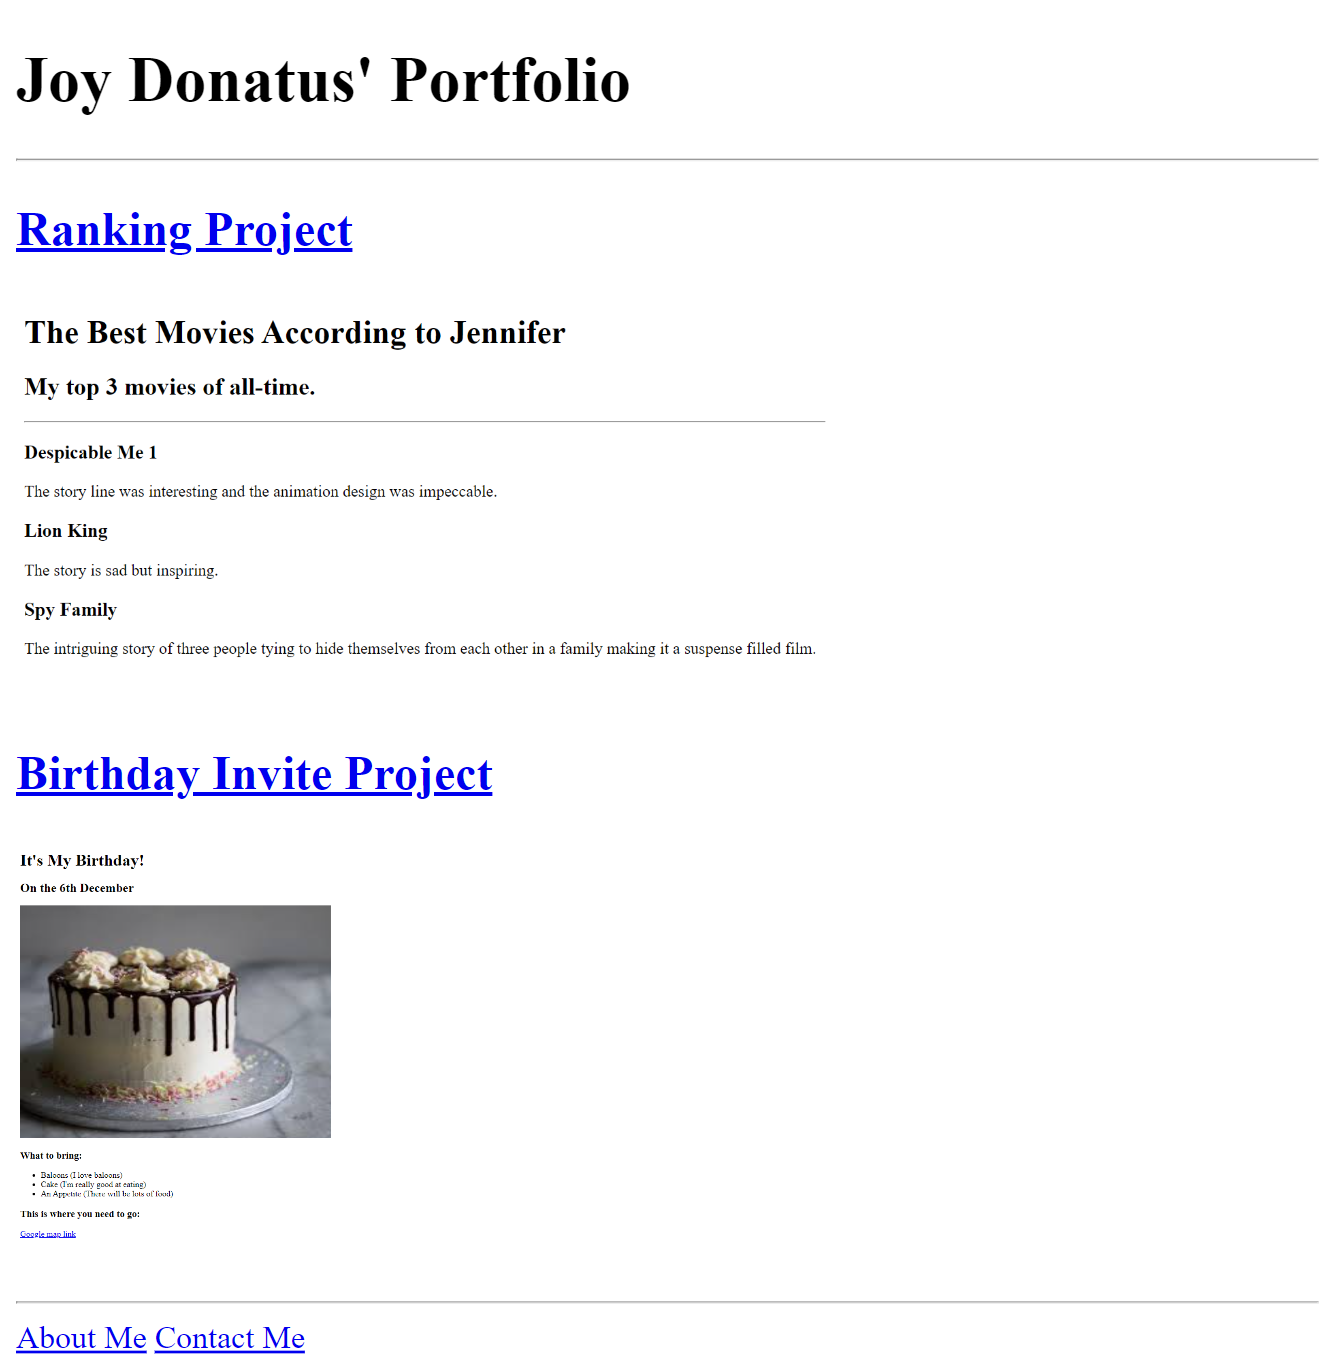 Joy Donatus' Portfolio
Ranking Project
The Best Movies According to Jennifer
My top 3 movies of all-time.
Despicable Me 1
The story line was interesting and the animation design was impeccable.
Lion King
The story is sad but inspiring.
Spy Family
The intriguing story of three people tying to hide themselves from each other in a family making it a suspense filled film.
Birthday Invite Project
It's My Birthday!
On the 6th December
What to bring:
Baloons (I love baloons)
Cake (I'm really good at eating)
An Appetite (There will be lots of food)
This is where you need to go:
Google map link
About Me Contact Me